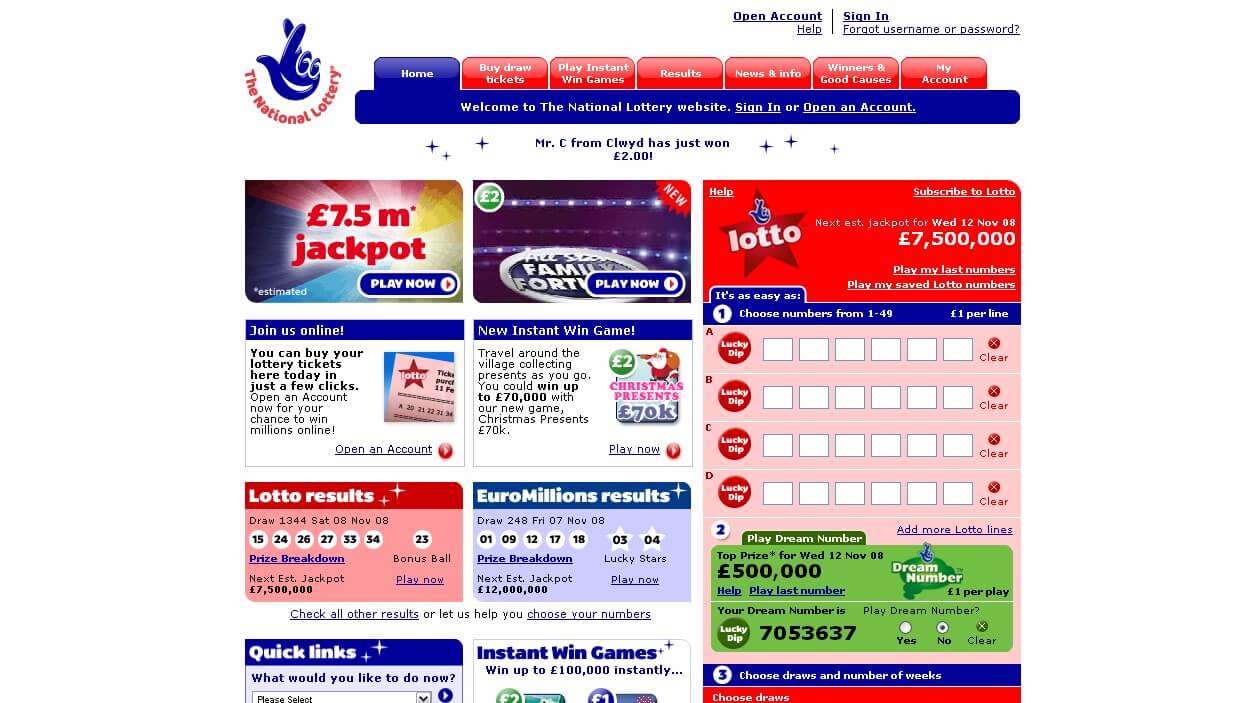 Open Account
Help
Sign In
Forgot username or password?
The National Lottery
Home
Buy draw
tickets
Play Instant
Win Games
Results
News & info
Winners &
Good Causes
My
Account
Welcome to The National Lottery website. Sign In or Open an Account.
Mr. C from Clwyd has just won
£2.00!
£7.5 m*
jackpot
PLAY NOW
*estimated
£2
NEW
ALL STAR
FAMILY
FORTUNES
PLAY NOW
Join us online!
You can buy your
lottery tickets
here today in
just a few clicks.
Open an Account
now for your
chance to win
millions online!
lotto
A 20 21 22 31 34
Open an Account
New Instant Win Game!
Travel around the
village collecting
presents as you go.
You could win up
to £70,000 with
our new game,
Christmas Presents
£70k.
£2
CHRISTMAS
PRESENTS
£70k
Play now
Lotto results
Draw 1344 Sat 08 Nov 08
15 24 26 27 33 34 23
Prize Breakdown
Bonus Ball
Next Est. Jackpot
£7,500,000
Play now
EuroMillions results
Draw 248 Fri 07 Nov 08
01 09 12 17 18 03 04
Prize Breakdown
Lucky Stars
Next Est. Jackpot
£12,000,000
Play now
Check all other results or let us help you choose your numbers
Quick links
What would you like to do now?
Please Select
Instant Win Games
Win up to £100,000 instantly...
£2
£1
Help
Subscribe to Lotto
lotto
Next est. jackpot for Wed 12 Nov 08
£7,500,000
Play my last numbers
Play my saved Lotto numbers
It's as easy as:
1 Choose numbers from 1-49 £1 per line
A Lucky Dip Clear
B Lucky Dip Clear
C Lucky Dip Clear
D Lucky Dip Clear
2
Add more Lotto lines
Play Dream Number
Top Prize* for Wed 12 Nov 08
£500,000
Dream
Number™
Help Play last number
£1 per play
Your Dream Number is
Play Dream Number?
Lucky Dip 7053637
Yes No Clear
3 Choose draws and number of weeks
Choose draws